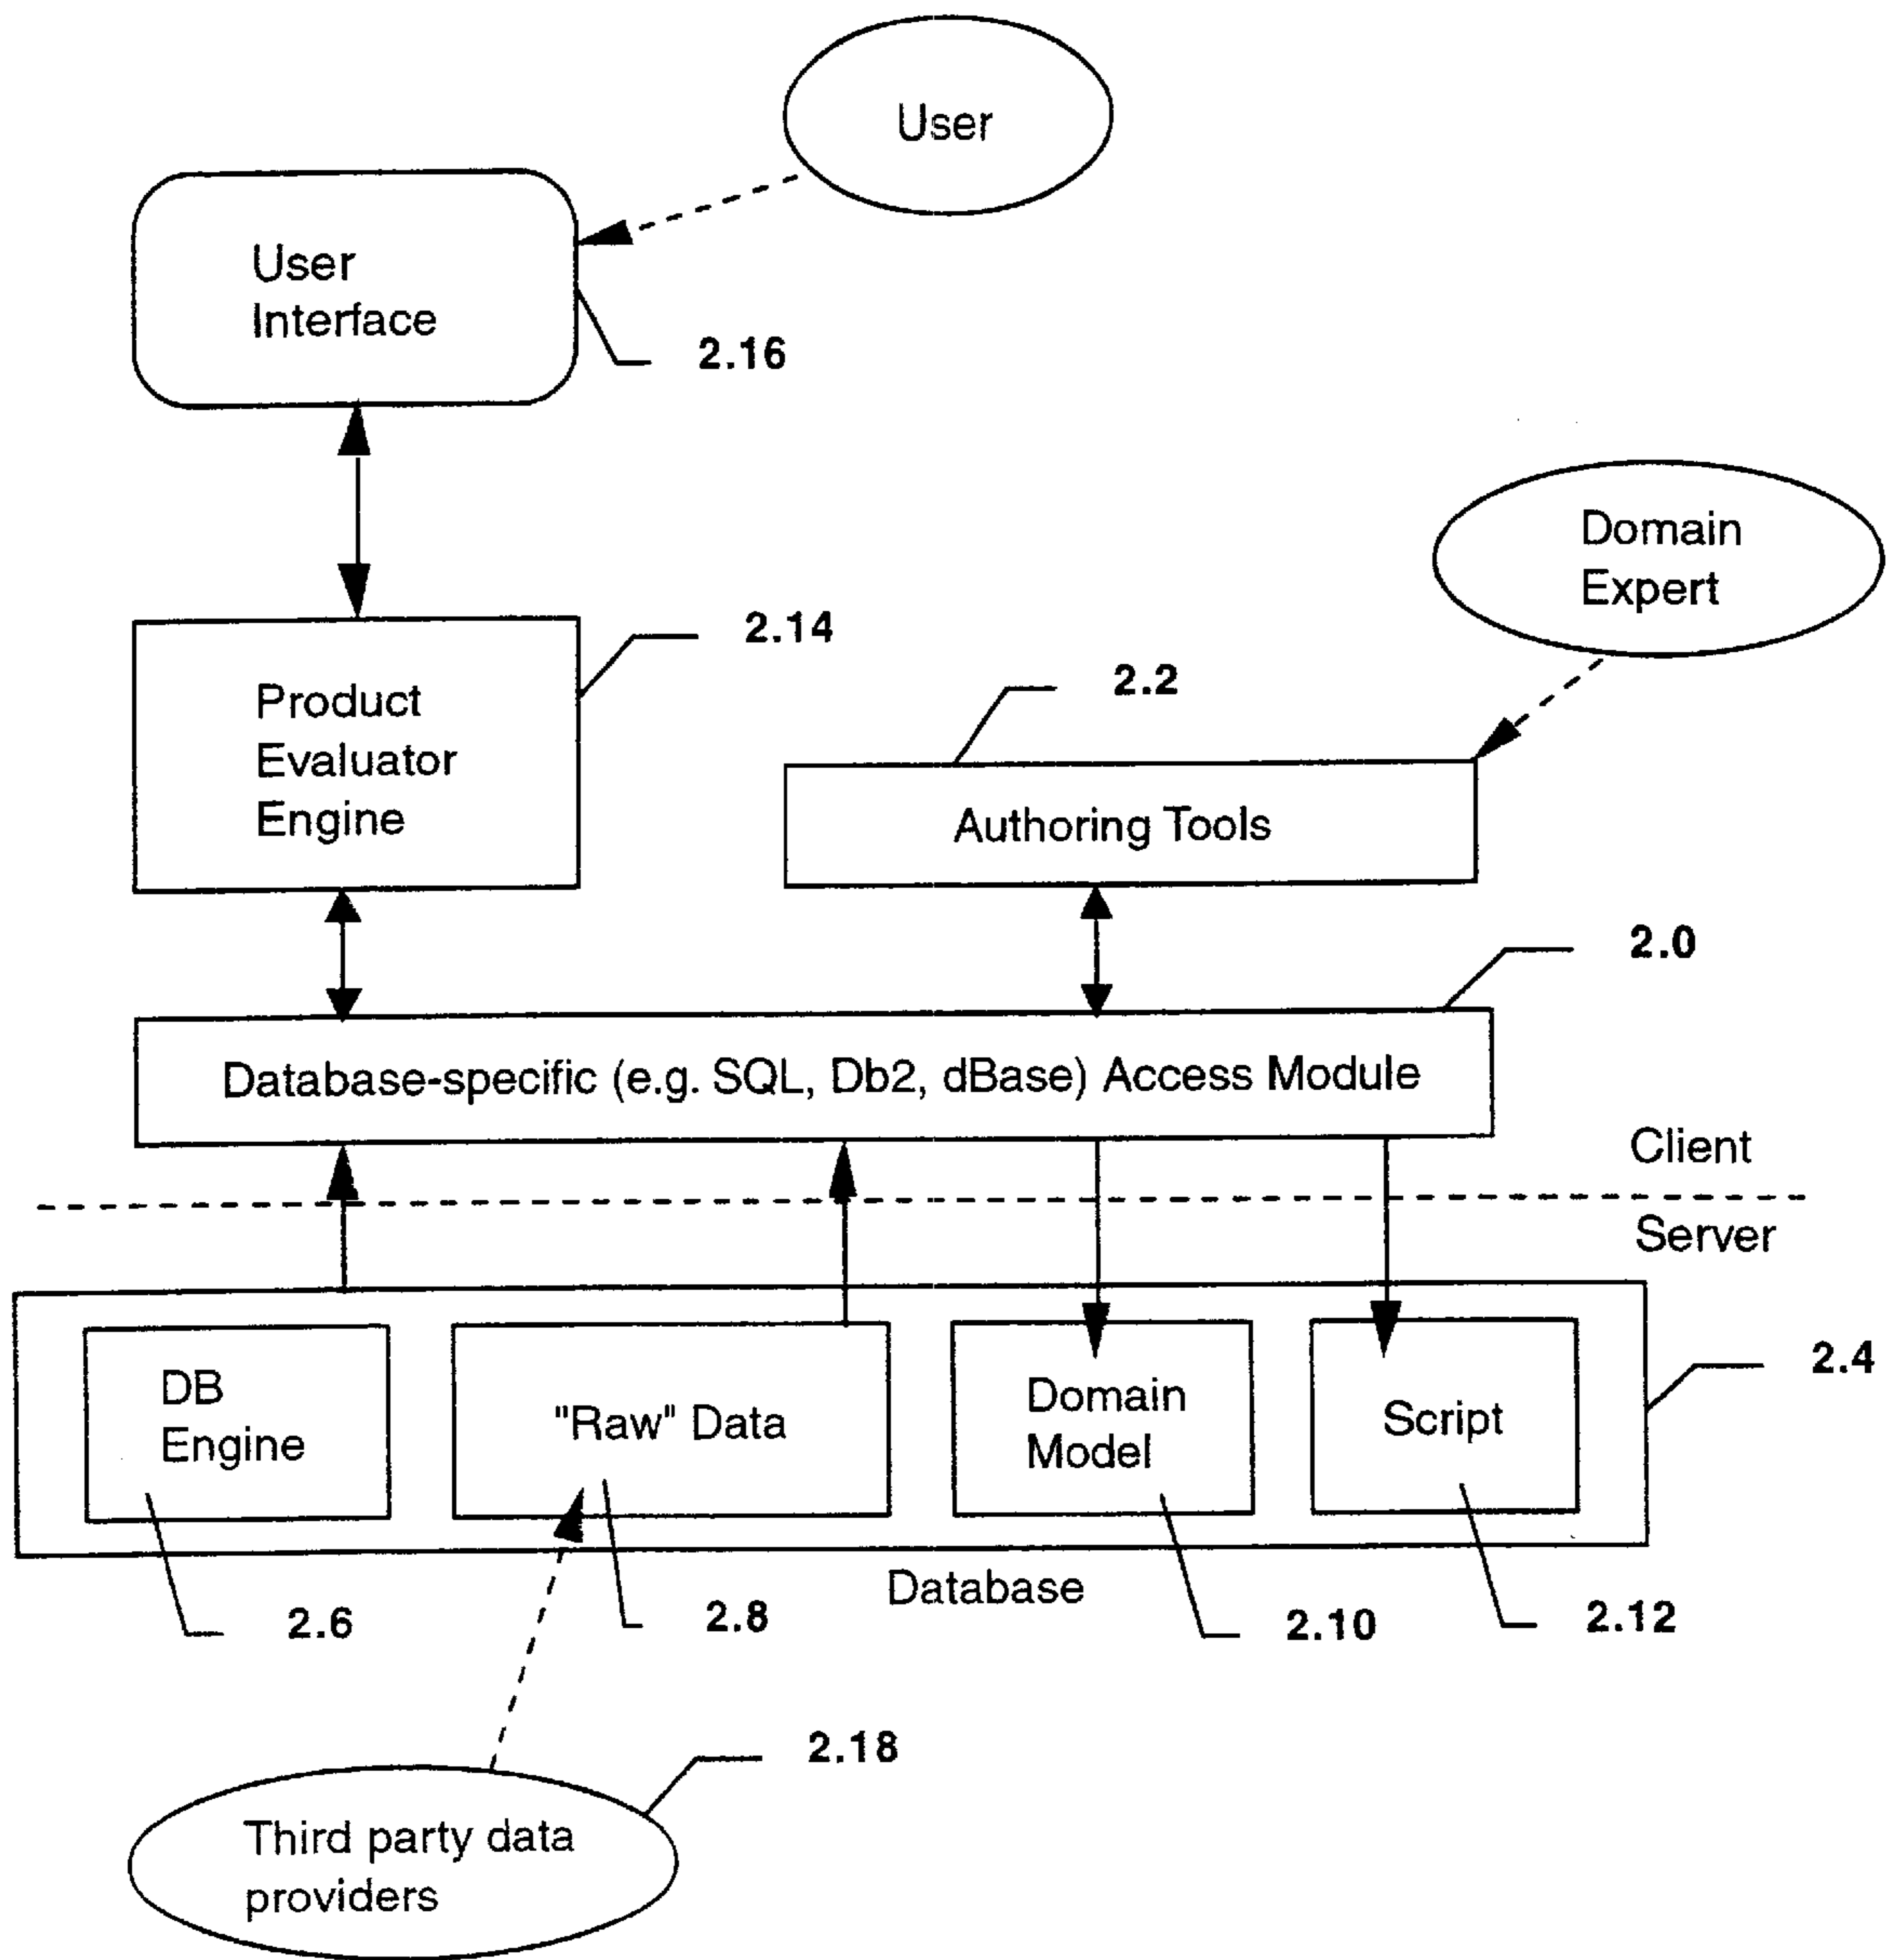 User
User
Interface
2.16
Domain
Expert
2.14
Product
Evaluator
Engine
2.2
Authoring Tools
2.0
Database-specific (e.g. SQL, Db2, dBase) Access Module
Client
Server
DB
Engine
"Raw" Data
Domain
Model
Script
2.4
Database
2.6
2.8
2.10
2.12
2.18
Third party data
providers